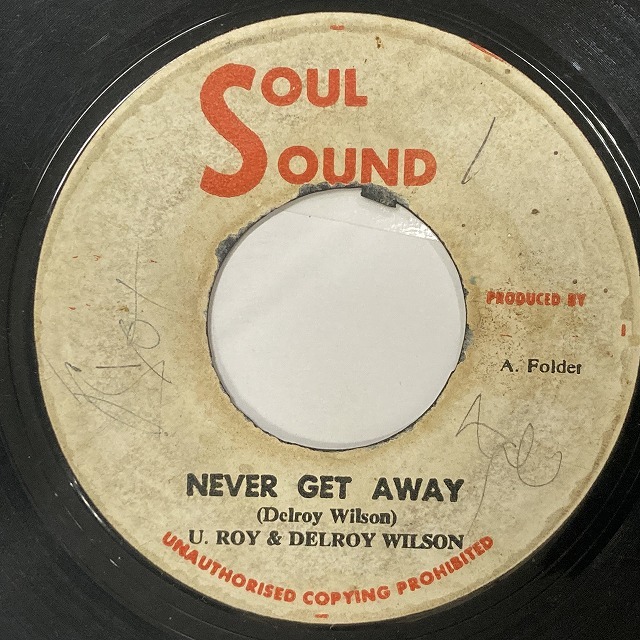 SOUL
SOUND
PRODUCED BY
A. Folder
NEVER GET AWAY
(Delroy Wilson)
U. ROY & DELROY WILSON
UNAUTHORISED COPYING PROHIBITED